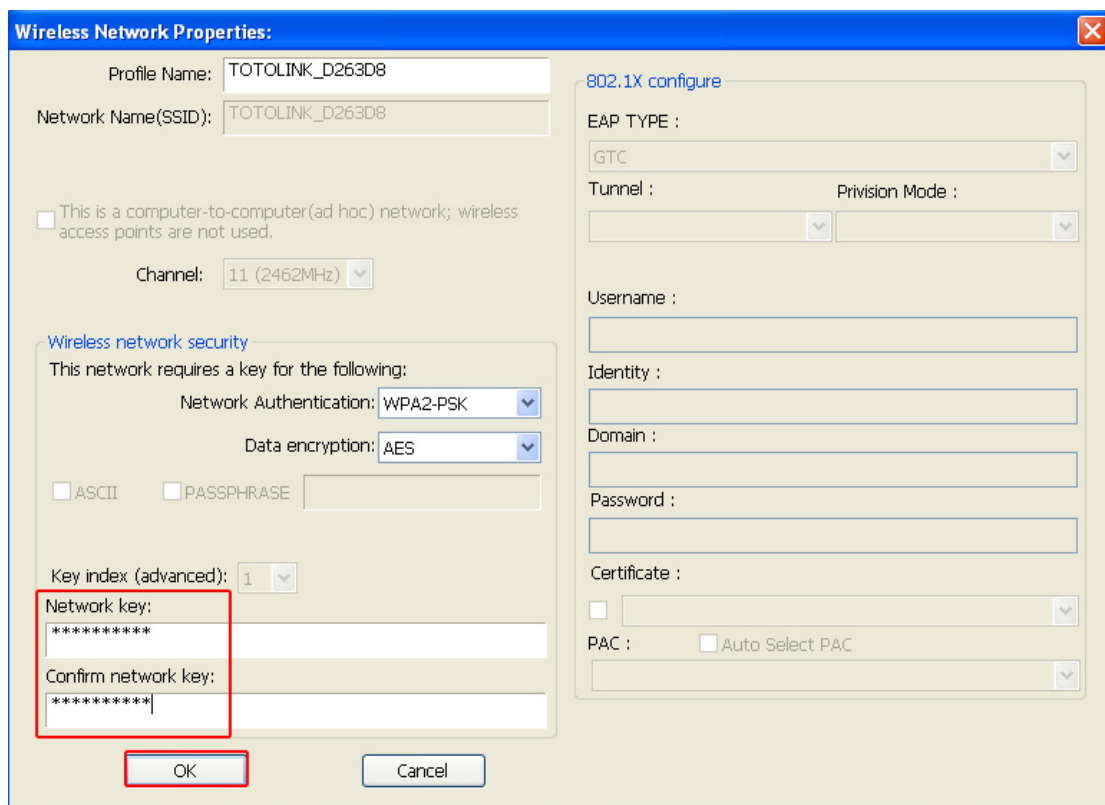 Wireless Network Properties:
Profile Name: TOTOLINK_D263D8
Network Name(SSID): TOTOLINK_D263D8
This is a computer-to-computer(ad hoc) network; wireless
access points are not used.
Channel: 11 (2462MHz)
Wireless network security
This network requires a key for the following:
Network Authentication: WPA2-PSK
Data encryption: AES
ASCII PASSPHRASE
Key index (advanced): 1
Network key:
**********
Confirm network key:
**********
OK Cancel
802.1X configure
EAP TYPE :
GTC
Tunnel : Privision Mode :
Username :
Identity :
Domain :
Password :
Certificate :
PAC : Auto Select PAC